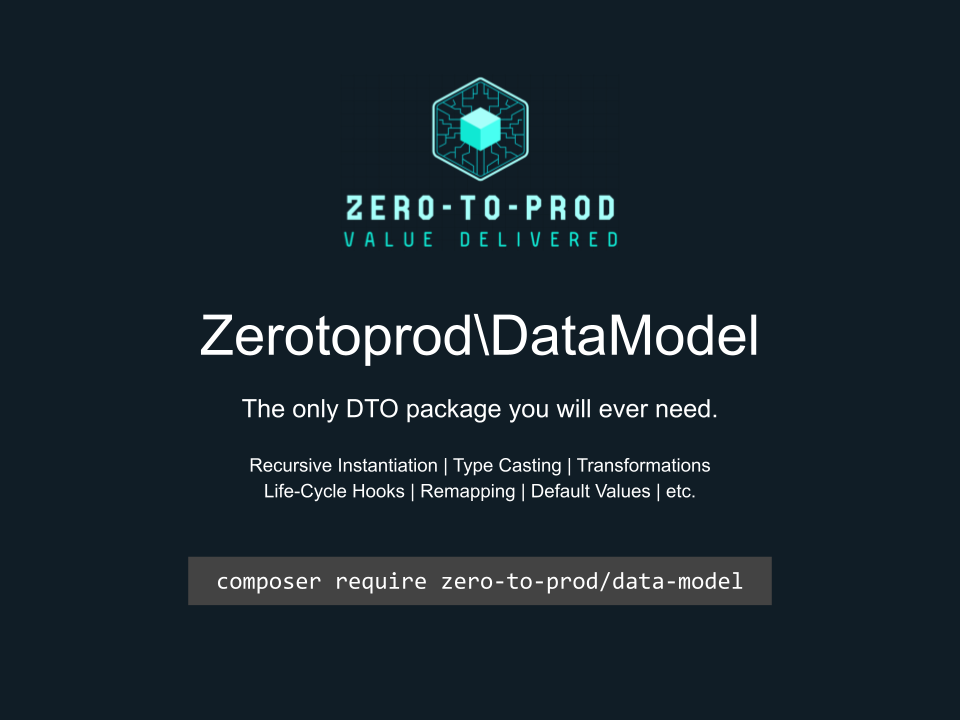 ZERO-TO-PROD
VALUE DELIVERED
Zerotoprod\DataModel
The only DTO package you will ever need.
Recursive Instantiation | Type Casting | Transformations
Life-Cycle Hooks | Remapping | Default Values | etc.
composer require zero-to-prod/data-model